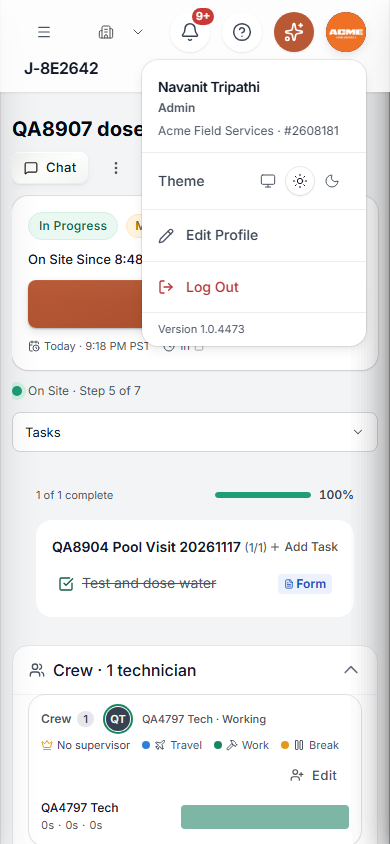 9+
ACME
J-8E2642
Navanit Tripathi
Admin
Acme Field Services · #2608181
QA8907 dose
Chat
Theme
In Progress
Edit Profile
On Site Since 8:48
Log Out
Version 1.0.4473
Today · 9:18 PM PST
On Site · Step 5 of 7
Tasks
1 of 1 complete
100%
QA8904 Pool Visit 20261117 (1/1) + Add Task
Test and dose water
Form
Crew · 1 technician
Crew 1 QT QA4797 Tech · Working
No supervisor Travel Work Break
Edit
QA4797 Tech
0s · 0s · 0s